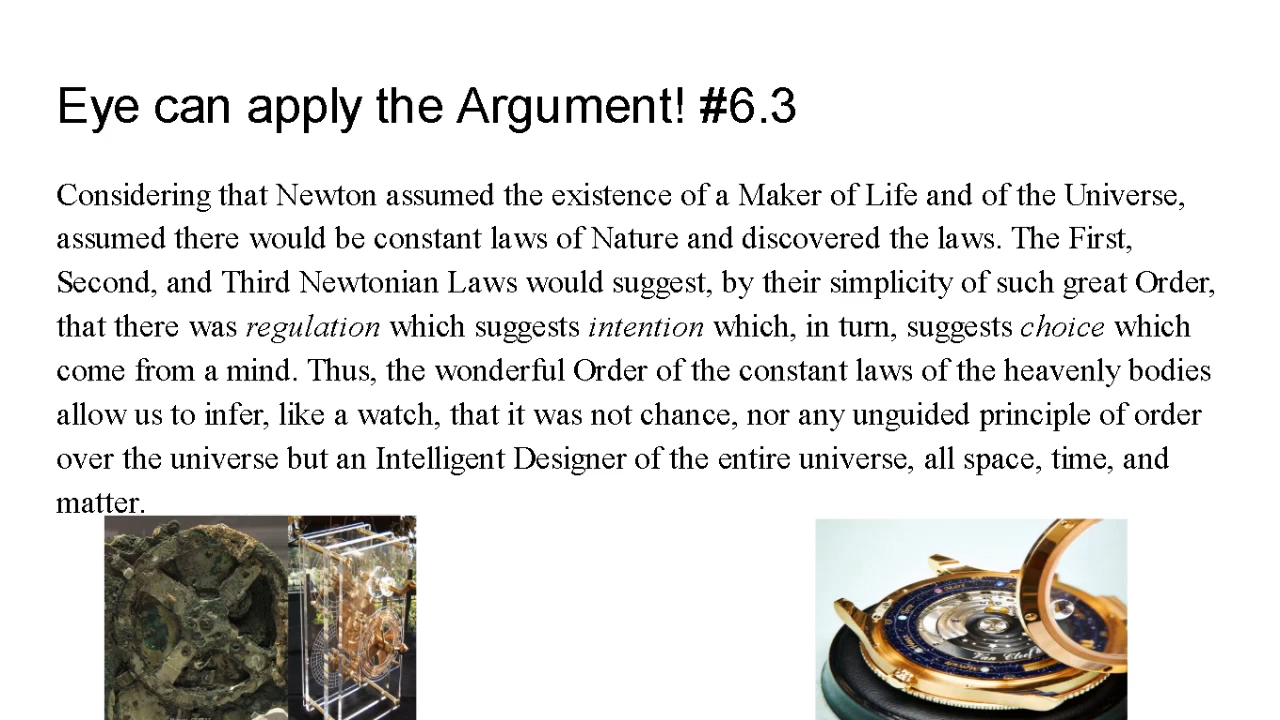 Eye can apply the Argument! #6.3
Considering that Newton assumed the existence of a Maker of Life and of the Universe,
assumed there would be constant laws of Nature and discovered the laws. The First,
Second, and Third Newtonian Laws would suggest, by their simplicity of such great Order,
that there was regulation which suggests intention which, in turn, suggests choice which
come from a mind. Thus, the wonderful Order of the constant laws of the heavenly bodies
allow us to infer, like a watch, that it was not chance, nor any unguided principle of order
over the universe but an Intelligent Designer of the entire universe, all space, time, and
matter.
Van Cleef